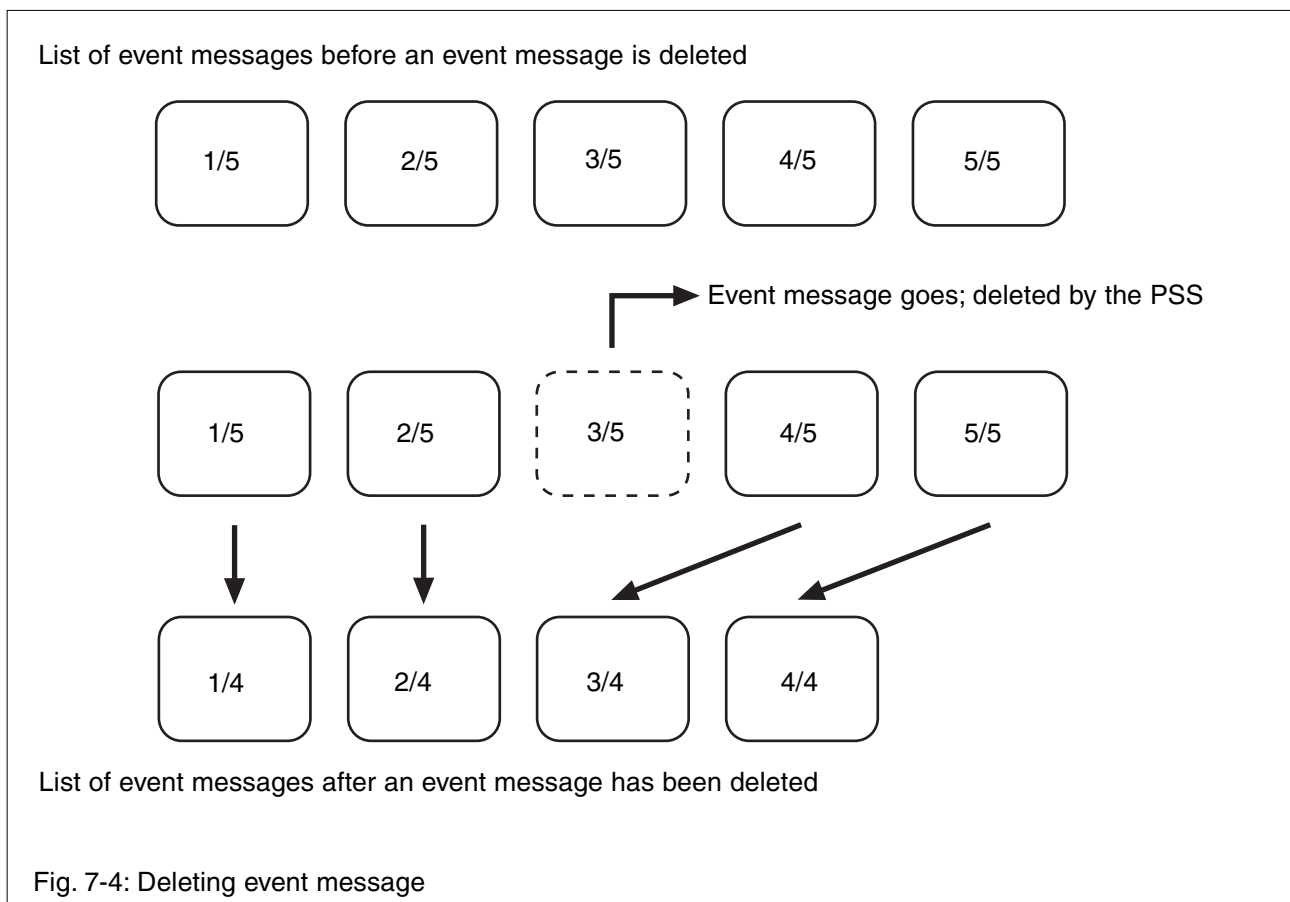 List of event messages before an event message is deleted
1/5 2/5 3/5 4/5 5/5
Event message goes; deleted by the PSS
1/5 2/5 3/5 4/5 5/5
1/4 2/4 3/4 4/4
List of event messages after an event message has been deleted
Fig. 7-4: Deleting event message